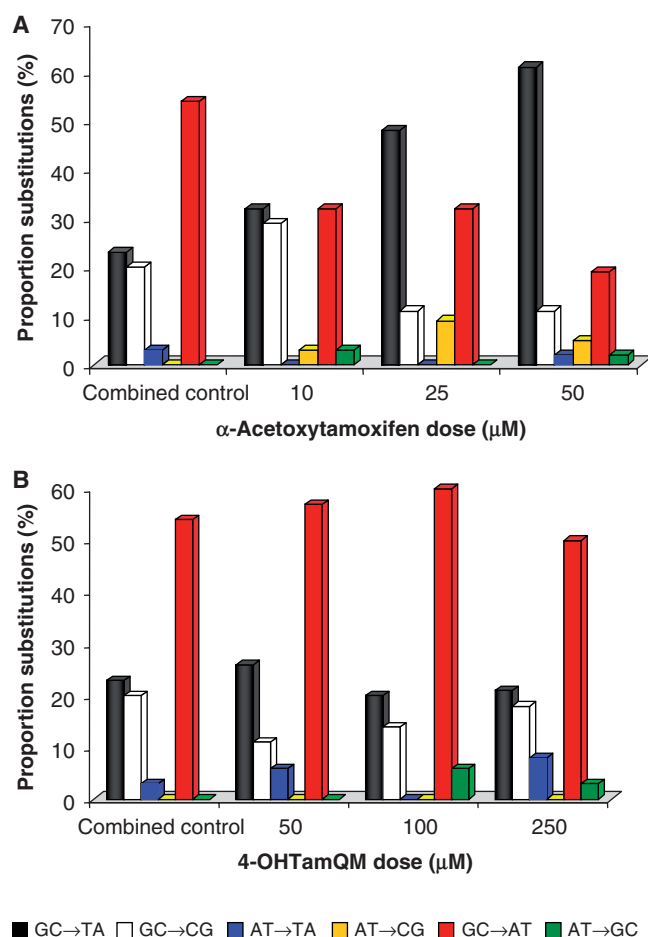 A
Proportion substitutions (%)
70
60
50
40
30
20
10
0
Combined control 10 25 50
α-Acetoxytamoxifen dose (μM)
B
Proportion substitutions (%)
60
50
40
30
20
10
0
Combined control 50 100 250
4-OHTamQM dose (μM)
GC→TA GC→CG AT→TA AT→CG GC→AT AT→GC